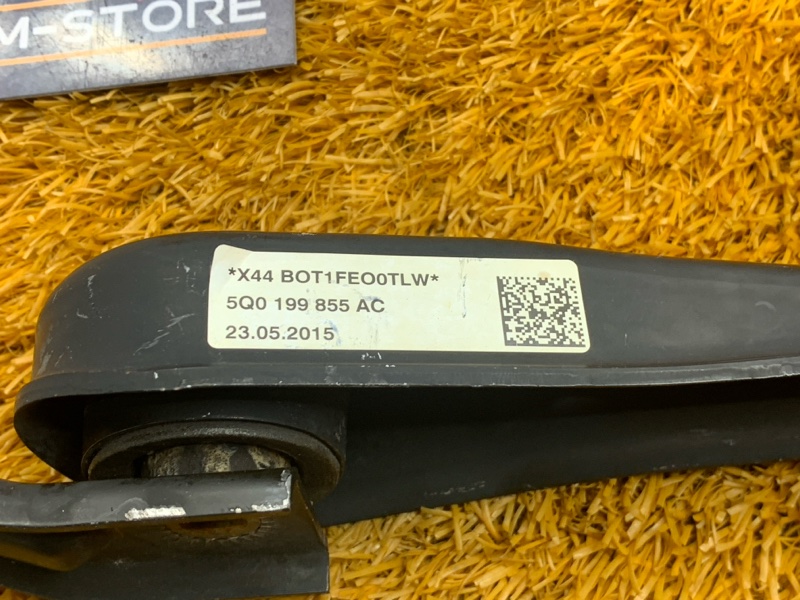 M-STORE
*X44 BOT1FEO0TLW*
5Q0 199 855 AC
23.05.2015